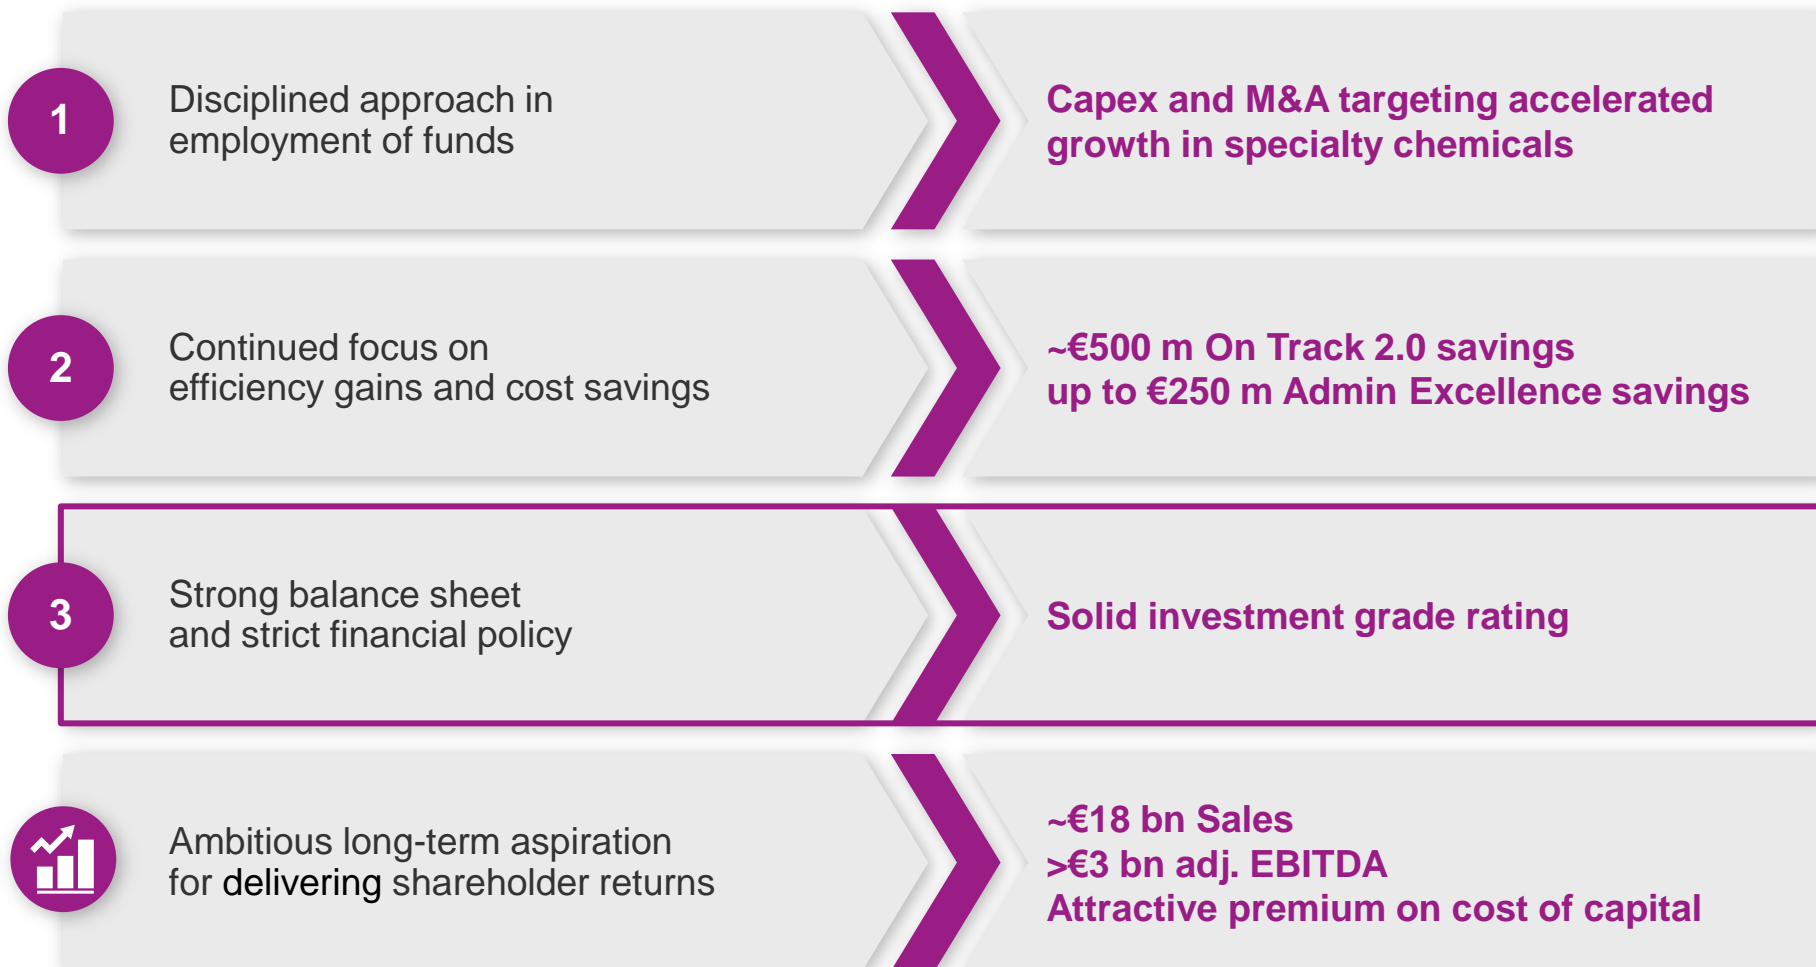 1
Disciplined approach in
employment of funds
Capex and M&A targeting accelerated
growth in specialty chemicals
2
Continued focus on
efficiency gains and cost savings
~€500 m On Track 2.0 savings
up to €250 m Admin Excellence savings
3
Strong balance sheet
and strict financial policy
Solid investment grade rating
Ambitious long-term aspiration
for delivering shareholder returns
~€18 bn Sales
>€3 bn adj. EBITDA
Attractive premium on cost of capital